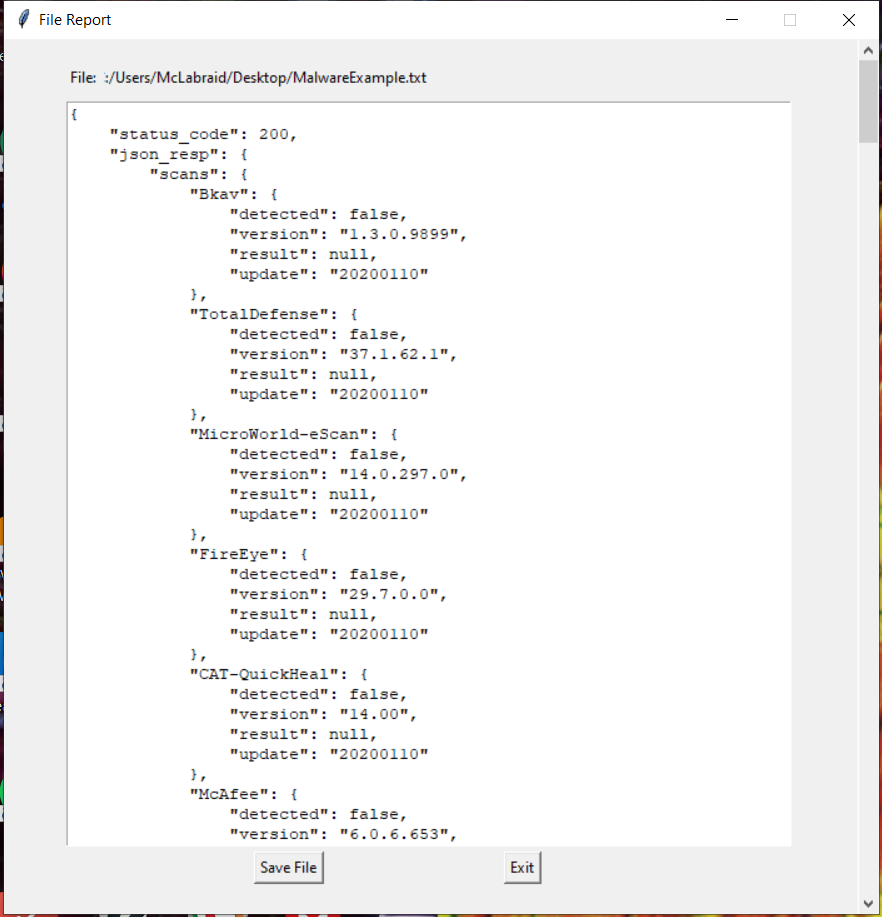 File Report
File: :/Users/McLabraid/Desktop/MalwareExample.txt
{
    "status_code": 200,
    "json_resp": {
        "scans": {
            "Bkav": {
                "detected": false,
                "version": "1.3.0.9899",
                "result": null,
                "update": "20200110"
            },
            "TotalDefense": {
                "detected": false,
                "version": "37.1.62.1",
                "result": null,
                "update": "20200110"
            },
            "MicroWorld-eScan": {
                "detected": false,
                "version": "14.0.297.0",
                "result": null,
                "update": "20200110"
            },
            "FireEye": {
                "detected": false,
                "version": "29.7.0.0",
                "result": null,
                "update": "20200110"
            },
            "CAT-QuickHeal": {
                "detected": false,
                "version": "14.00",
                "result": null,
                "update": "20200110"
            },
            "McAfee": {
                "detected": false,
                "version": "6.0.6.653",
Save File Exit